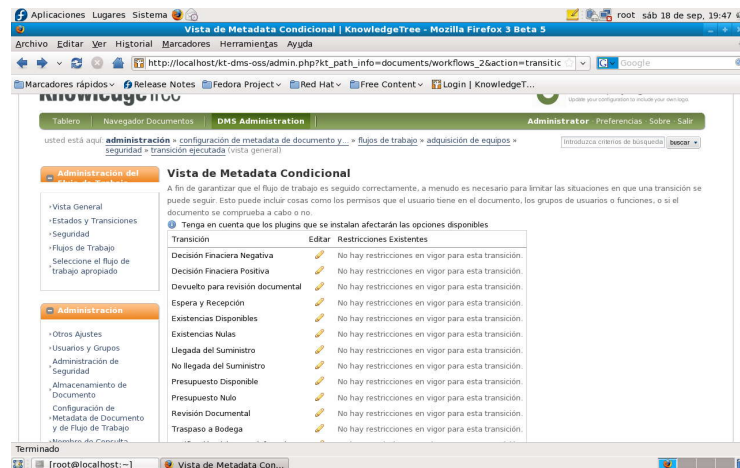 Aplicaciones Lugares Sistema root sáb 18 de sep, 19:47
Vista de Metadata Condicional | KnowledgeTree - Mozilla Firefox 3 Beta 5
Archivo Editar Ver Historial Marcadores Herramientas Ayuda
http://localhost/kt-dms-oss/admin.php?kt_path_info=documents/workflows_2&action=transitic Google
Marcadores rápidos Release Notes Fedora Project Red Hat Free Content Login | KnowledgeT...
Update your configuration to include your own logo.
Tablero Navegador Documentos DMS Administration Administrator · Preferencias · Sobre · Salir
usted está aquí: administración » configuración de metadata de documento y... » flujos de trabajo » adquisición de equipos » Introduzca criterios de búsqueda buscar
seguridad » transición ejecutada (vista general)
Administración del
Flujo de Trabajo
Vista General
Estados y Transiciones
Seguridad
Flujos de Trabajo
Seleccione el flujo de
trabajo apropiado
Administración
Otros Ajustes
Usuarios y Grupos
Administración de
Seguridad
Almacenamiento de
Documento
Configuración de
Metadata de Documento
y de Flujo de Trabajo
Nombre de Consulta
Vista de Metadata Condicional
A fin de garantizar que el flujo de trabajo es seguido correctamente, a menudo es necesario para limitar las situaciones en que una transición se
puede seguir. Esto puede incluir cosas como los permisos que el usuario tiene en el documento, los grupos de usuarios o funciones, o si el
documento se comprueba a cabo o no.
Tenga en cuenta que los plugins que se instalan afectarán las opciones disponibles
Transición Editar Restricciones Existentes
Decisión Finaciera Negativa No hay restricciones en vigor para esta transición.
Decisión Finaciera Positiva No hay restricciones en vigor para esta transición.
Devuelto para revisión documental No hay restricciones en vigor para esta transición.
Espera y Recepción No hay restricciones en vigor para esta transición.
Existencias Disponibles No hay restricciones en vigor para esta transición.
Existencias Nulas No hay restricciones en vigor para esta transición.
Llegada del Suministro No hay restricciones en vigor para esta transición.
No llegada del Suministro No hay restricciones en vigor para esta transición.
Presupuesto Disponible No hay restricciones en vigor para esta transición.
Presupuesto Nulo No hay restricciones en vigor para esta transición.
Revisión Documental No hay restricciones en vigor para esta transición.
Traspaso a Bodega No hay restricciones en vigor para esta transición.
Terminado
[root@localhost:~] Vista de Metadata Con...